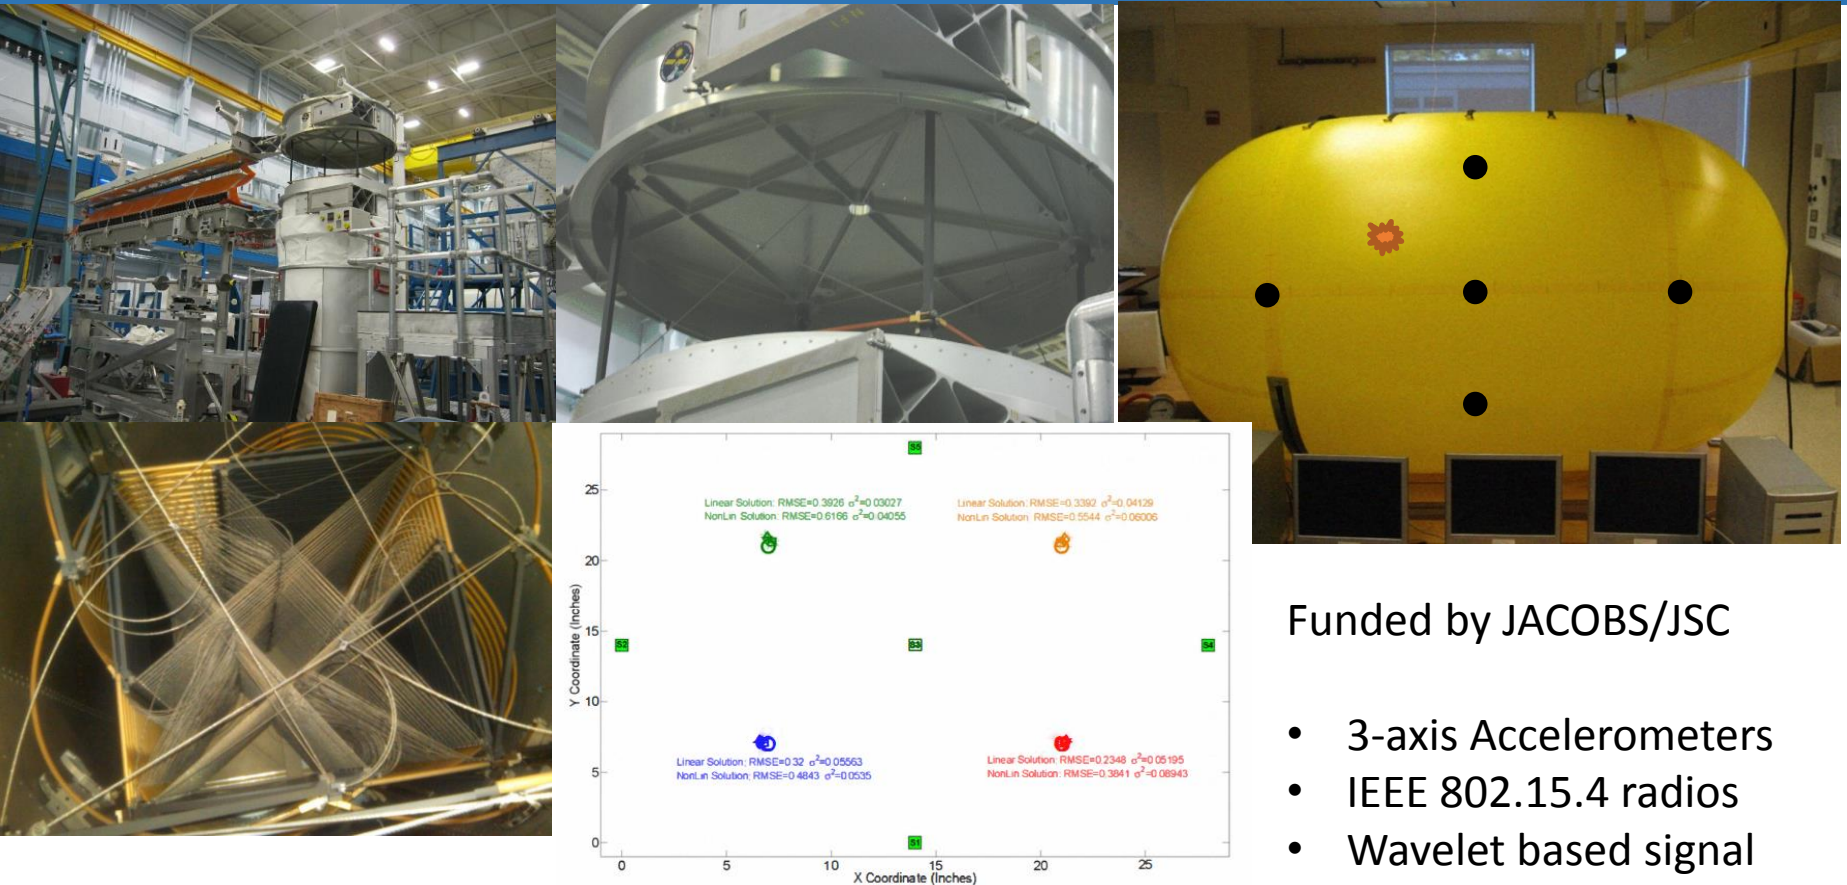 S5
25
Linear Solution: RMSE=0.3926 σ²=0.03027
NonLin Solution: RMSE=0.6166 σ²=0.04055
Linear Solution: RMSE=0.3392 σ²=0.04129
NonLin Solution: RMSE=0.5544 σ²=0.06006
20
15
S2
S3
S4
Y Coordinate (Inches)
10
Linear Solution: RMSE=0.32 σ²=0.05563
NonLin Solution: RMSE=0.4843 σ²=0.0535
Linear Solution: RMSE=0.2348 σ²=0.05195
NonLin Solution: RMSE=0.3841 σ²=0.08943
5
0
S1
0 5 10 15 20 25
X Coordinate (Inches)
Funded by JACOBS/JSC
• 3-axis Accelerometers
• IEEE 802.15.4 radios
• Wavelet based signal